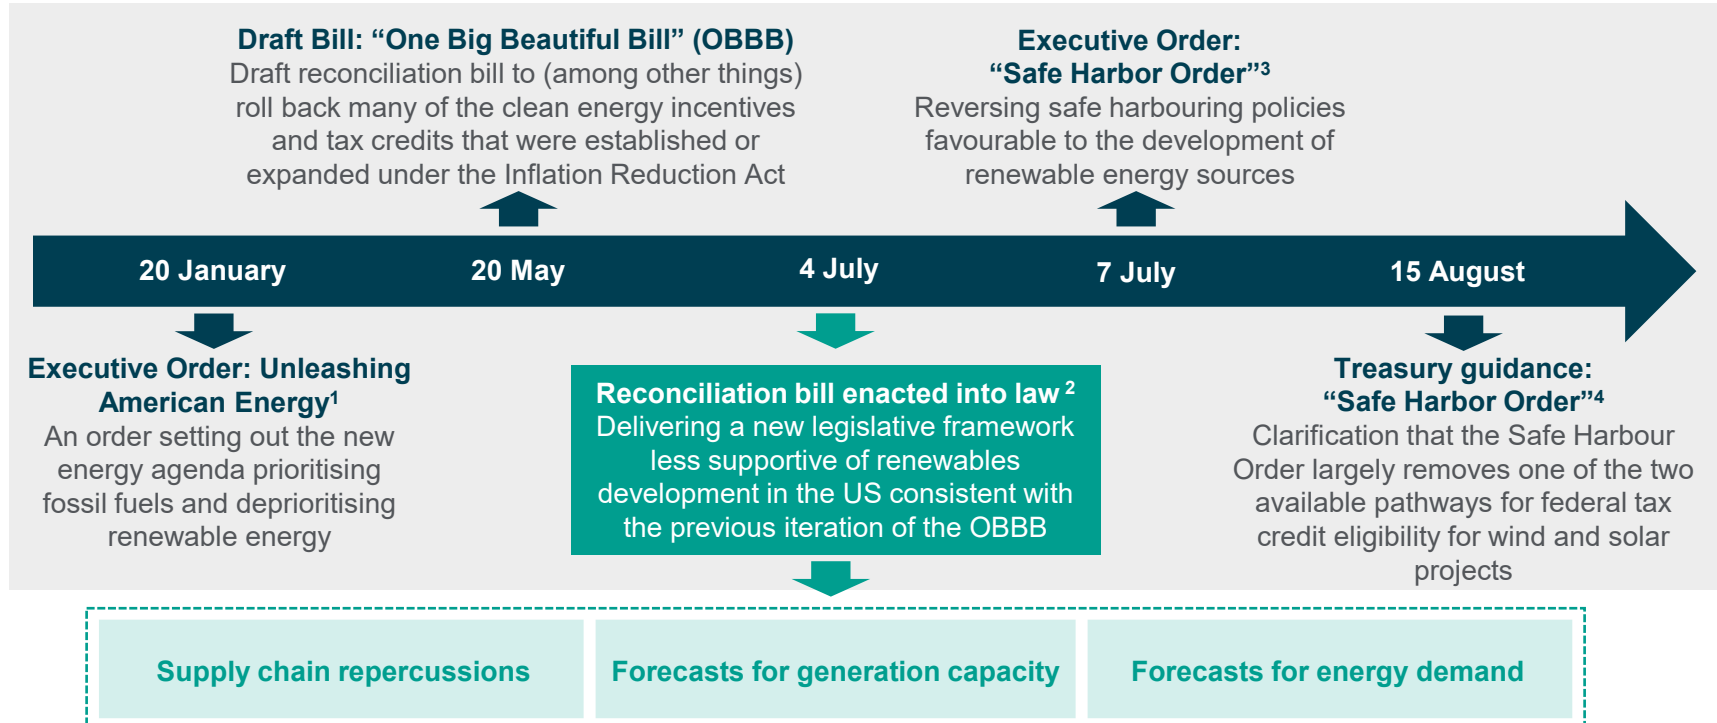 Draft Bill: “One Big Beautiful Bill” (OBBB)
Draft reconciliation bill to (among other things)
roll back many of the clean energy incentives
and tax credits that were established or
expanded under the Inflation Reduction Act
Executive Order:
“Safe Harbor Order”³
Reversing safe harbouring policies
favourable to the development of
renewable energy sources
20 January
20 May
4 July
7 July
15 August
Executive Order: Unleashing
American Energy¹
An order setting out the new
energy agenda prioritising
fossil fuels and deprioritising
renewable energy
Reconciliation bill enacted into law ²
Delivering a new legislative framework
less supportive of renewables
development in the US consistent with
the previous iteration of the OBBB
Treasury guidance:
“Safe Harbor Order”⁴
Clarification that the Safe Harbour
Order largely removes one of the two
available pathways for federal tax
credit eligibility for wind and solar
projects
Supply chain repercussions
Forecasts for generation capacity
Forecasts for energy demand